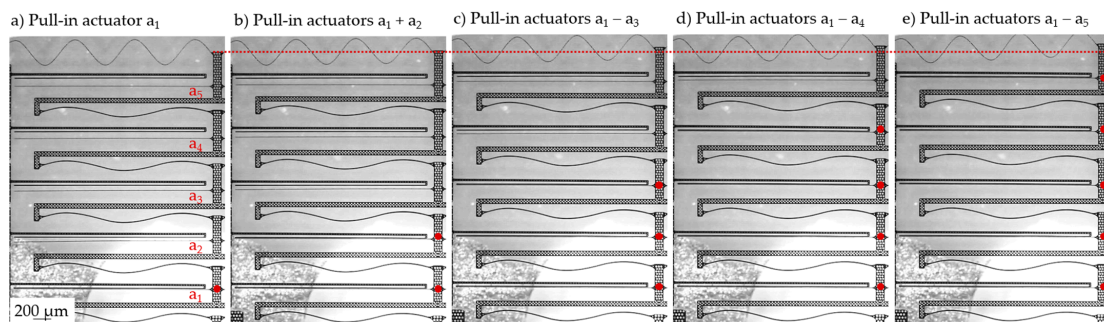 a) Pull-in actuator a₁
b) Pull-in actuators a₁ + a₂
c) Pull-in actuators a₁ – a₃
d) Pull-in actuators a₁ – a₄
e) Pull-in actuators a₁ – a₅
a₅
a₄
a₃
a₂
a₁
200 μm